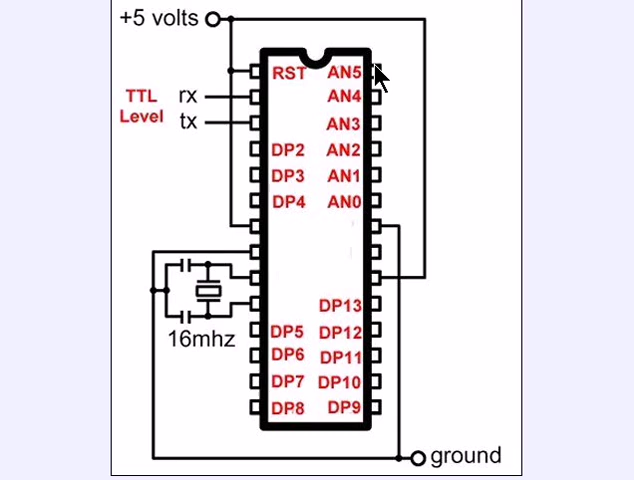 +5 volts
RST AN5
TTL rx AN4
Level tx AN3
DP2 AN2
DP3 AN1
DP4 AN0
DP13
16mhz DP5 DP12
DP6 DP11
DP7 DP10
DP8 DP9
ground